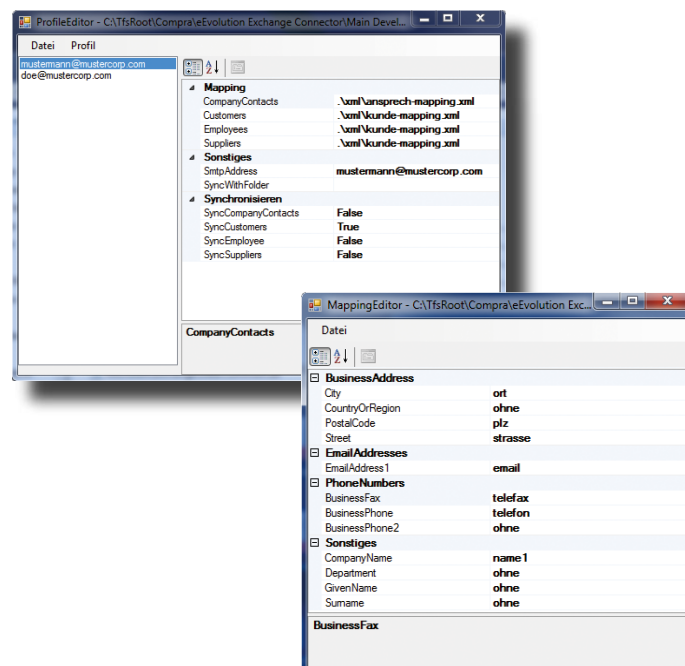 ProfileEditor - C:\TfsRoot\Compra\eEvolution Exchange Connector\Main Devel...
Datei Profil
mustermann@mustercorp.com
doe@mustercorp.com
Mapping
CompanyContacts .\xml\ansprech-mapping.xml
Customers .\xml\kunde-mapping.xml
Employees .\xml\kunde-mapping.xml
Suppliers .\xml\kunde-mapping.xml
Sonstiges
SmtpAddress mustermann@mustercorp.com
SyncWithFolder
Synchronisieren
SyncCompanyContacts False
SyncCustomers True
SyncEmployee False
SyncSuppliers False
CompanyContacts
MappingEditor - C:\TfsRoot\Compra\eEvolution Exc...
Datei
BusinessAddress
City ort
CountryOrRegion ohne
PostalCode plz
Street strasse
EmailAddresses
EmailAddress1 email
PhoneNumbers
BusinessFax telefax
BusinessPhone telefon
BusinessPhone2 ohne
Sonstiges
CompanyName name1
Department ohne
GivenName ohne
Surname ohne
BusinessFax